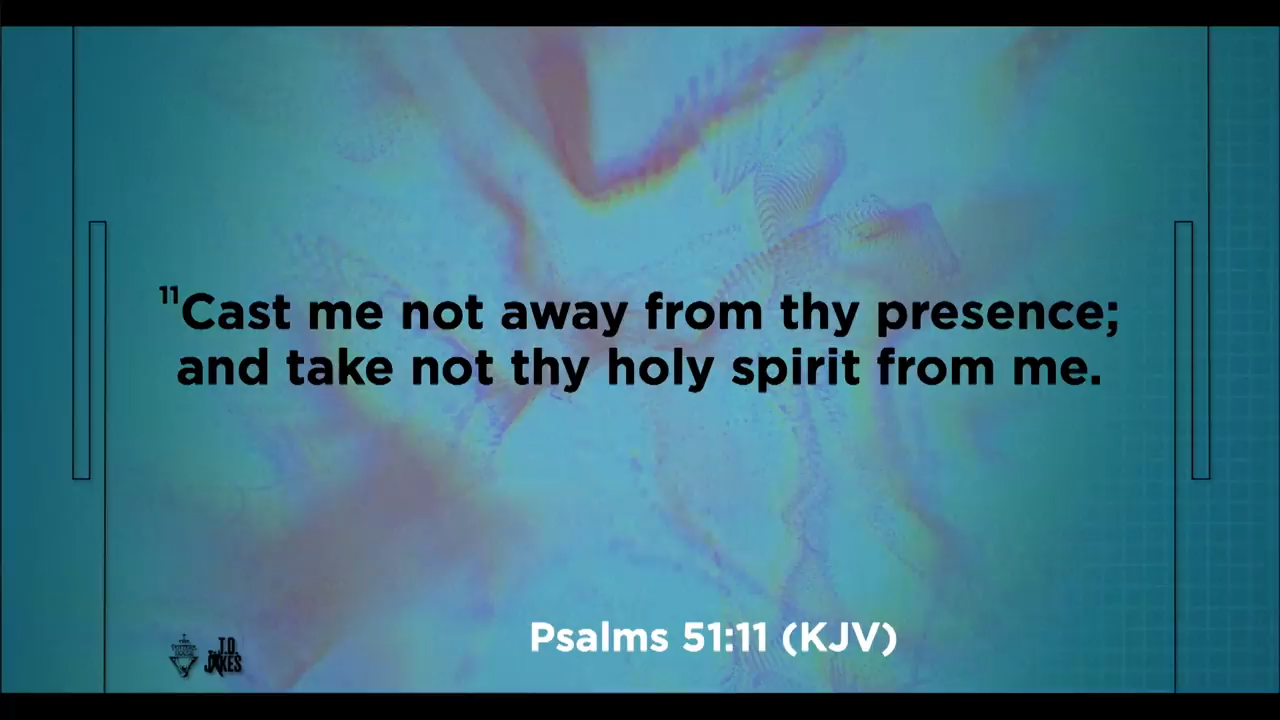 ¹¹Cast me not away from thy presence;
and take not thy holy spirit from me.
Psalms 51:11 (KJV)
T.D.
JAKES